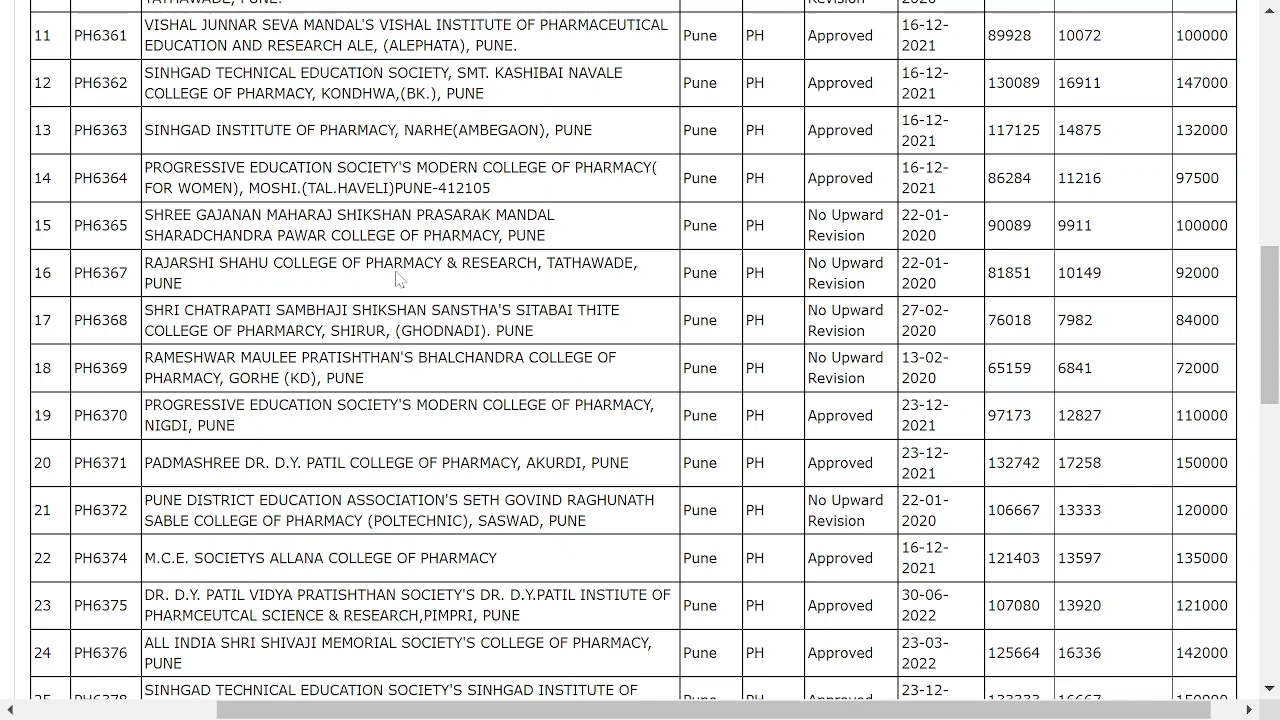 TATHAWADE, PUNE. Revision
11 PH6361 VISHAL JUNNAR SEVA MANDAL'S VISHAL INSTITUTE OF PHARMACEUTICAL EDUCATION AND RESEARCH ALE, (ALEPHATA), PUNE. Pune PH Approved 16-12-2021 89928 10072 100000
12 PH6362 SINHGAD TECHNICAL EDUCATION SOCIETY, SMT. KASHIBAI NAVALE COLLEGE OF PHARMACY, KONDHWA,(BK.), PUNE Pune PH Approved 16-12-2021 130089 16911 147000
13 PH6363 SINHGAD INSTITUTE OF PHARMACY, NARHE(AMBEGAON), PUNE Pune PH Approved 16-12-2021 117125 14875 132000
14 PH6364 PROGRESSIVE EDUCATION SOCIETY'S MODERN COLLEGE OF PHARMACY( FOR WOMEN), MOSHI.(TAL.HAVELI)PUNE-412105 Pune PH Approved 16-12-2021 86284 11216 97500
15 PH6365 SHREE GAJANAN MAHARAJ SHIKSHAN PRASARAK MANDAL SHARADCHANDRA PAWAR COLLEGE OF PHARMACY, PUNE Pune PH No Upward Revision 22-01-2020 90089 9911 100000
16 PH6367 RAJARSHI SHAHU COLLEGE OF PHARMACY & RESEARCH, TATHAWADE, PUNE Pune PH No Upward Revision 22-01-2020 81851 10149 92000
17 PH6368 SHRI CHATRAPATI SAMBHAJI SHIKSHAN SANSTHA'S SITABAI THITE COLLEGE OF PHARMARCY, SHIRUR, (GHODNADI). PUNE Pune PH No Upward Revision 27-02-2020 76018 7982 84000
18 PH6369 RAMESHWAR MAULEE PRATISHTHAN'S BHALCHANDRA COLLEGE OF PHARMACY, GORHE (KD), PUNE Pune PH No Upward Revision 13-02-2020 65159 6841 72000
19 PH6370 PROGRESSIVE EDUCATION SOCIETY'S MODERN COLLEGE OF PHARMACY, NIGDI, PUNE Pune PH Approved 23-12-2021 97173 12827 110000
20 PH6371 PADMASHREE DR. D.Y. PATIL COLLEGE OF PHARMACY, AKURDI, PUNE Pune PH Approved 23-12-2021 132742 17258 150000
21 PH6372 PUNE DISTRICT EDUCATION ASSOCIATION'S SETH GOVIND RAGHUNATH SABLE COLLEGE OF PHARMACY (POLTECHNIC), SASWAD, PUNE Pune PH No Upward Revision 22-01-2020 106667 13333 120000
22 PH6374 M.C.E. SOCIETYS ALLANA COLLEGE OF PHARMACY Pune PH Approved 16-12-2021 121403 13597 135000
23 PH6375 DR. D.Y. PATIL VIDYA PRATISHTHAN SOCIETY'S DR. D.Y.PATIL INSTIUTE OF PHARMCEUTCAL SCIENCE & RESEARCH,PIMPRI, PUNE Pune PH Approved 30-06-2022 107080 13920 121000
24 PH6376 ALL INDIA SHRI SHIVAJI MEMORIAL SOCIETY'S COLLEGE OF PHARMACY, PUNE Pune PH Approved 23-03-2022 125664 16336 142000
25 PH6378 SINHGAD TECHNICAL EDUCATION SOCIETY'S SINHGAD INSTITUTE OF Pune PH Approved 23-12- 133333 16667 150000